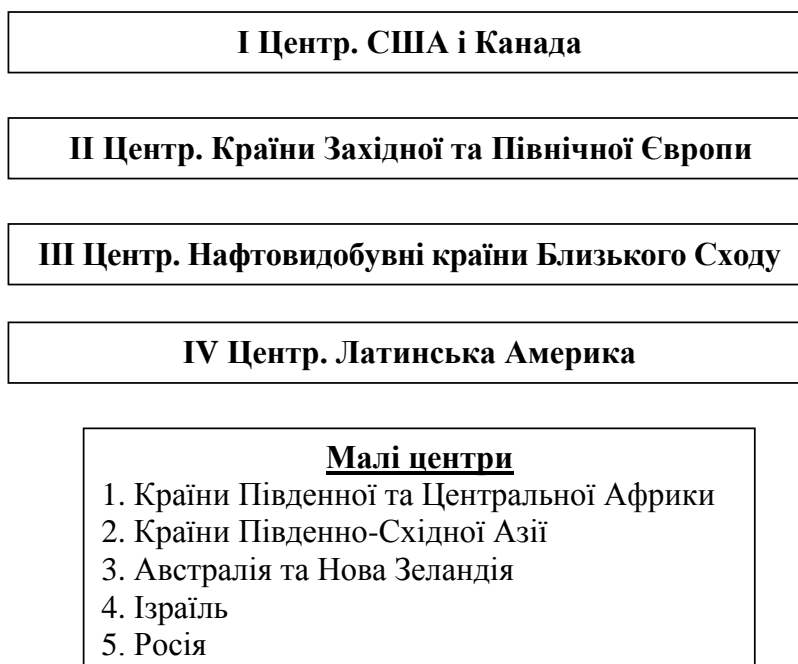 I Центр. США і Канада
II Центр. Країни Західної та Північної Європи
III Центр. Нафтовидобувні країни Близького Сходу
IV Центр. Латинська Америка
Малі центри
1. Країни Південної та Центральної Африки
2. Країни Південно-Східної Азії
3. Австралія та Нова Зеландія
4. Ізраїль
5. Росія